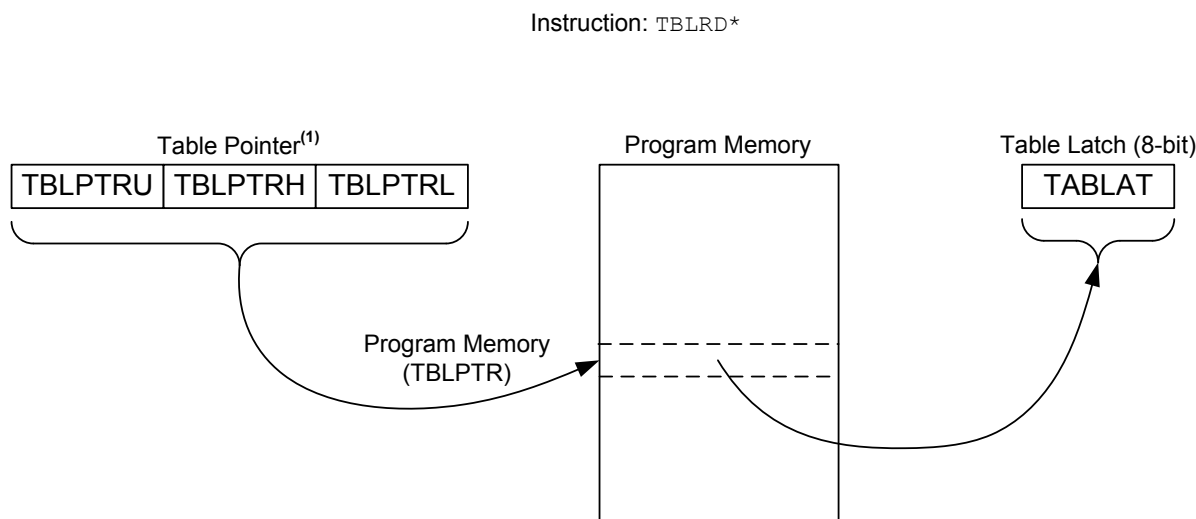 Instruction: TBLRD*
Table Pointer(1)
TBLPTRU TBLPTRH TBLPTRL
Program Memory
Table Latch (8-bit)
TABLAT
Program Memory
(TBLPTR)